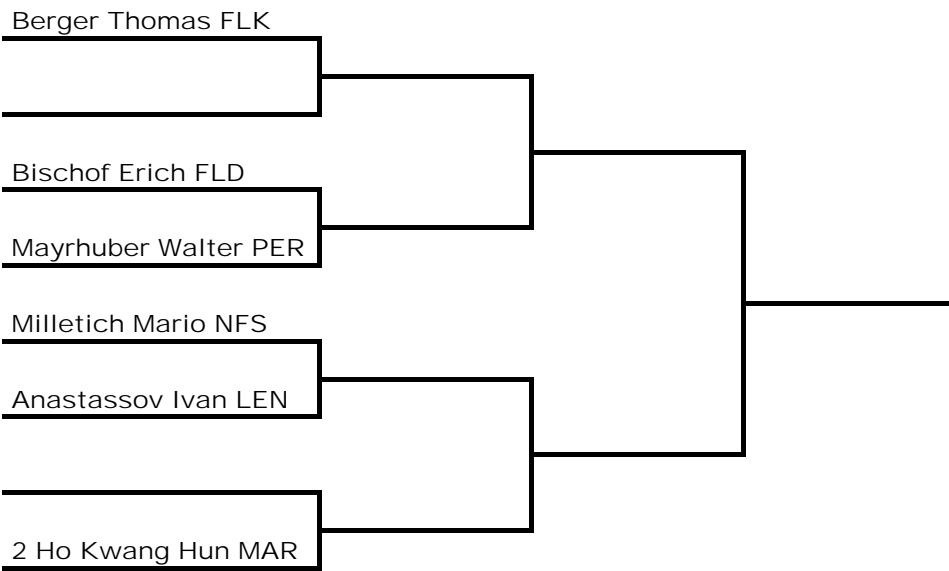 Berger Thomas FLK
Bischof Erich FLD
Mayrhuber Walter PER
Milletich Mario NFS
Anastassov Ivan LEN
2 Ho Kwang Hun MAR